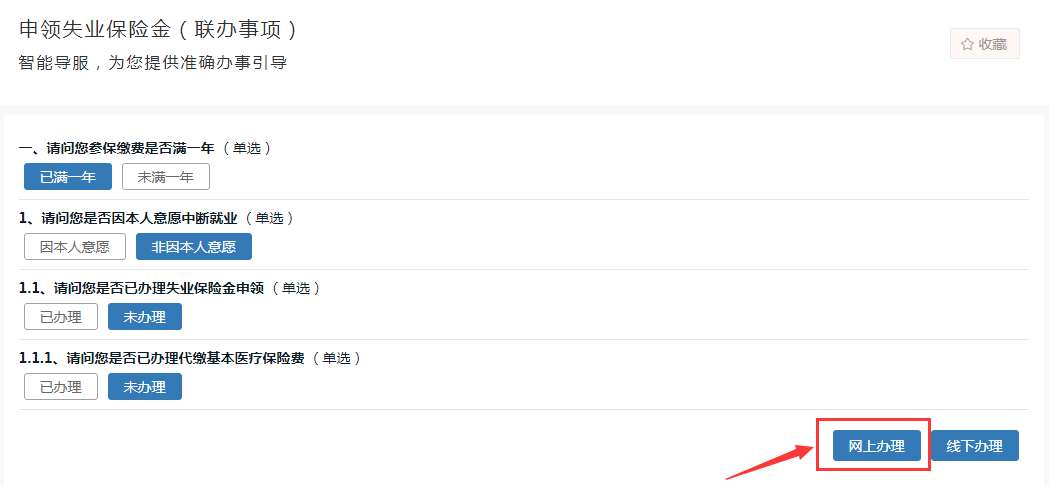 申领失业保险金（联办事项）
收藏
智能导服，为您提供准确办事引导
一、请问您参保缴费是否满一年（单选）
已满一年 未满一年
1、请问您是否因本人意愿中断就业（单选）
因本人意愿 非因本人意愿
1.1、请问您是否已办理失业保险金申领（单选）
已办理 未办理
1.1.1、请问您是否已办理代缴基本医疗保险费（单选）
已办理 未办理
网上办理 线下办理